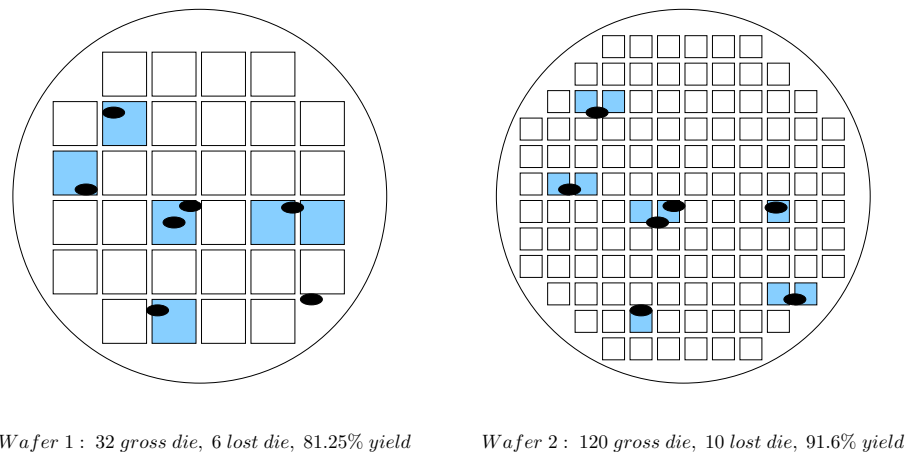 Wafer 1 : 32 gross die, 6 lost die, 81.25% yield
Wafer 2 : 120 gross die, 10 lost die, 91.6% yield